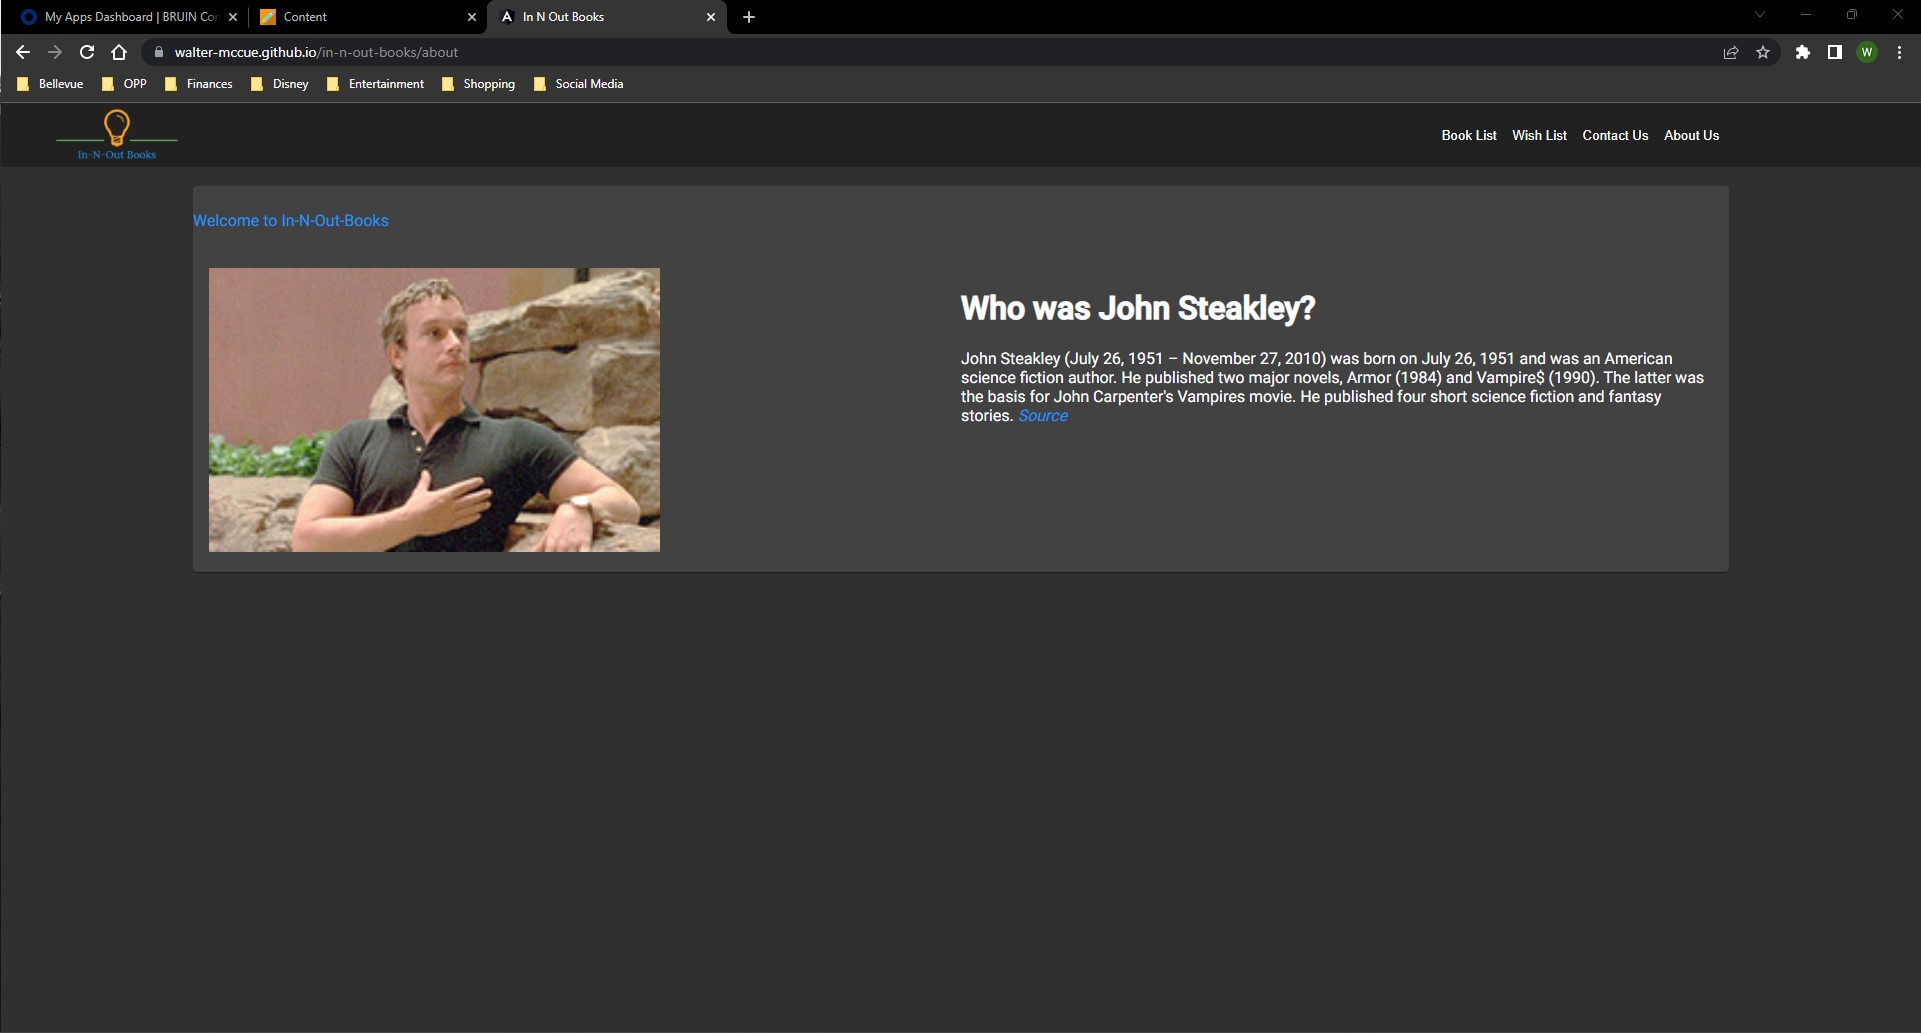 My Apps Dashboard | BRUIN Co
Content
In N Out Books
walter-mccue.github.io/in-n-out-books/about
W
Bellevue
OPP
Finances
Disney
Entertainment
Shopping
Social Media
In-N-Out Books
Book List
Wish List
Contact Us
About Us
Welcome to In-N-Out-Books
Who was John Steakley?
John Steakley (July 26, 1951 – November 27, 2010) was born on July 26, 1951 and was an American
science fiction author. He published two major novels, Armor (1984) and Vampire$ (1990). The latter was
the basis for John Carpenter's Vampires movie. He published four short science fiction and fantasy
stories. Source